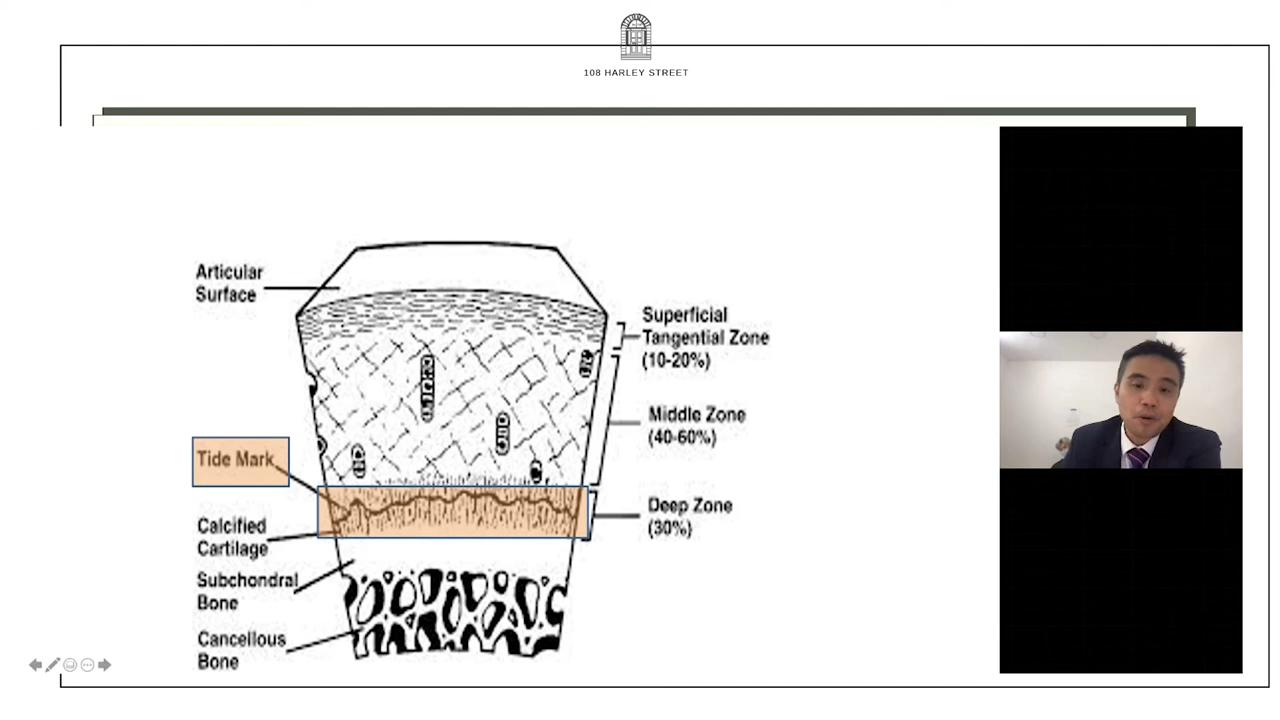 108 HARLEY STREET
Articular
Surface
Superficial
Tangential Zone
(10-20%)
Middle Zone
(40-60%)
Tide Mark
Deep Zone
(30%)
Calcified
Cartilage
Subchondral
Bone
Cancellous
Bone